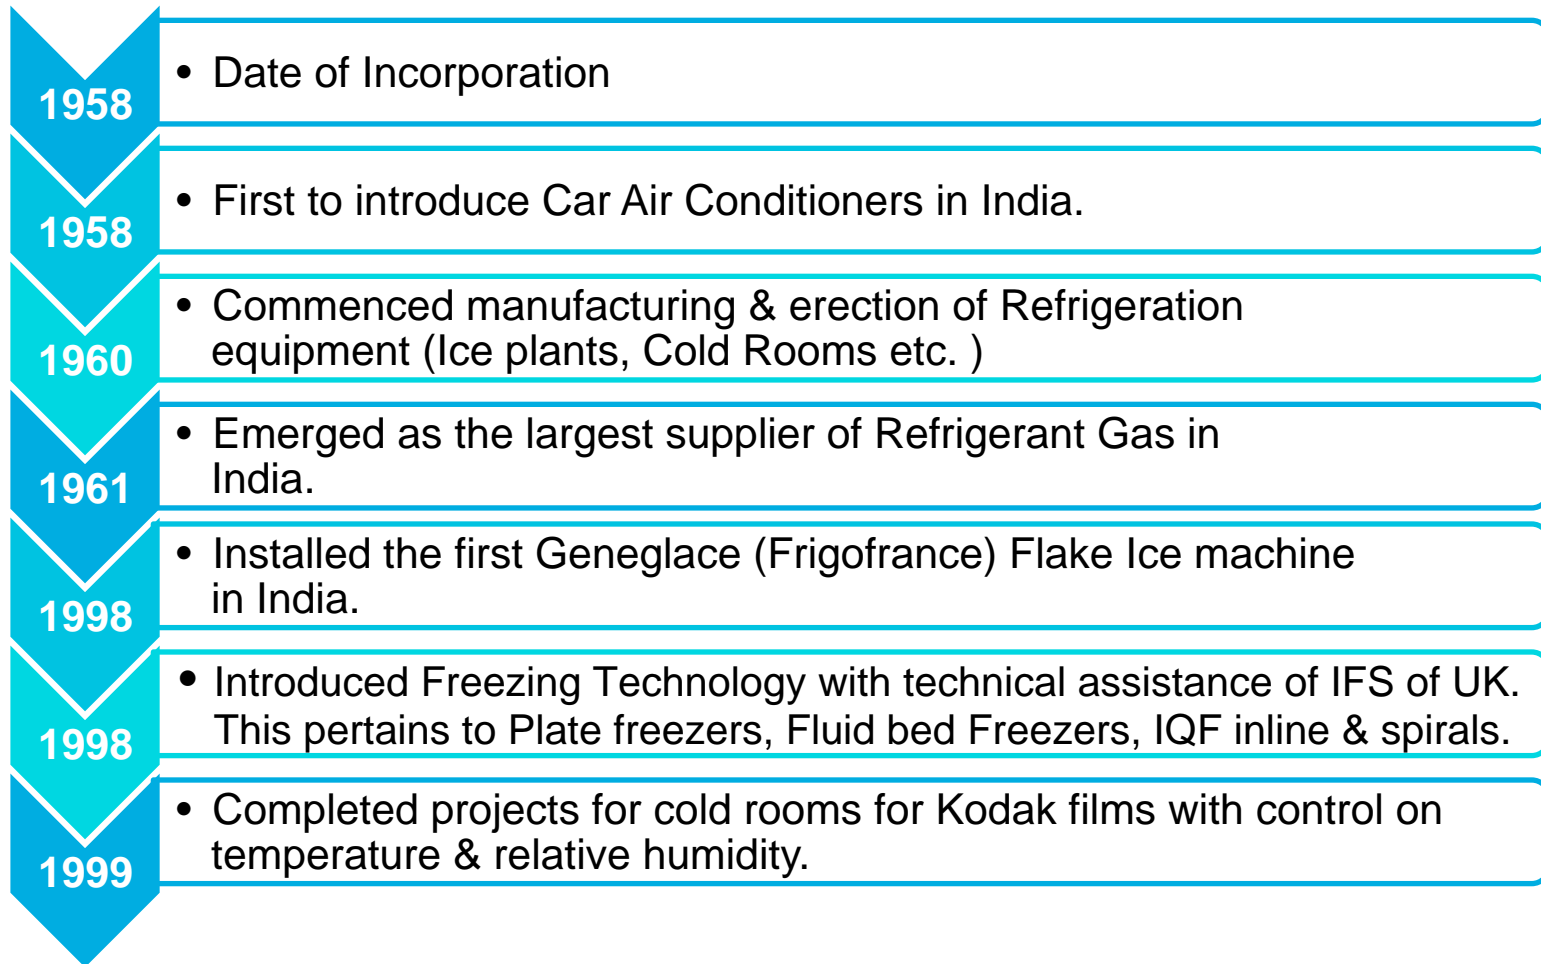 1958
• Date of Incorporation
1958
• First to introduce Car Air Conditioners in India.
1960
• Commenced manufacturing & erection of Refrigeration
equipment (Ice plants, Cold Rooms etc. )
1961
• Emerged as the largest supplier of Refrigerant Gas in
India.
1998
• Installed the first Geneglace (Frigofrance) Flake Ice machine
in India.
1998
• Introduced Freezing Technology with technical assistance of IFS of UK.
This pertains to Plate freezers, Fluid bed Freezers, IQF inline & spirals.
1999
• Completed projects for cold rooms for Kodak films with control on
temperature & relative humidity.